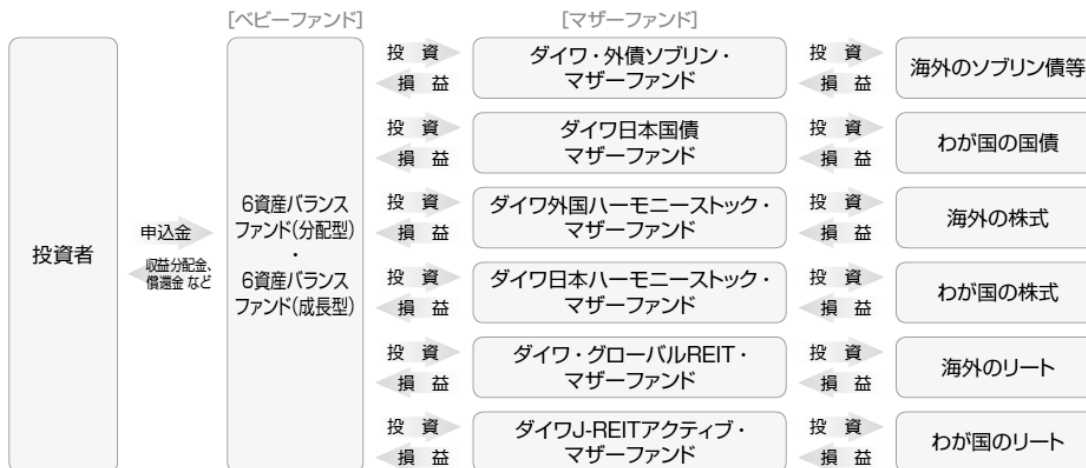 [ベビーファンド]
[マザーファンド]
投資者
申込金
収益分配金、
償還金 など
6資産バランス
ファンド(分配型)
・
6資産バランス
ファンド(成長型)
投 資
損 益
ダイワ・外債ソブリン・
マザーファンド
投 資
損 益
海外のソブリン債等
投 資
損 益
ダイワ日本国債
マザーファンド
投 資
損 益
わが国の国債
投 資
損 益
ダイワ外国ハーモニーストック・
マザーファンド
投 資
損 益
海外の株式
投 資
損 益
ダイワ日本ハーモニーストック・
マザーファンド
投 資
損 益
わが国の株式
投 資
損 益
ダイワ・グローバルREIT・
マザーファンド
投 資
損 益
海外のリート
投 資
損 益
ダイワJ-REITアクティブ・
マザーファンド
投 資
損 益
わが国のリート